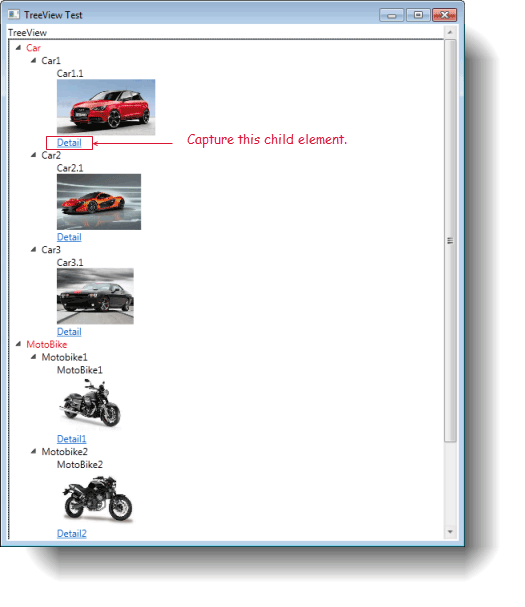 TreeView Test
TreeView
Car
Car1
Car1.1
Detail
Capture this child element.
Car2
Car2.1
Detail
Car3
Car3.1
Detail
MotoBike
Motobike1
MotoBike1
Detail1
Motobike2
MotoBike2
Detail2